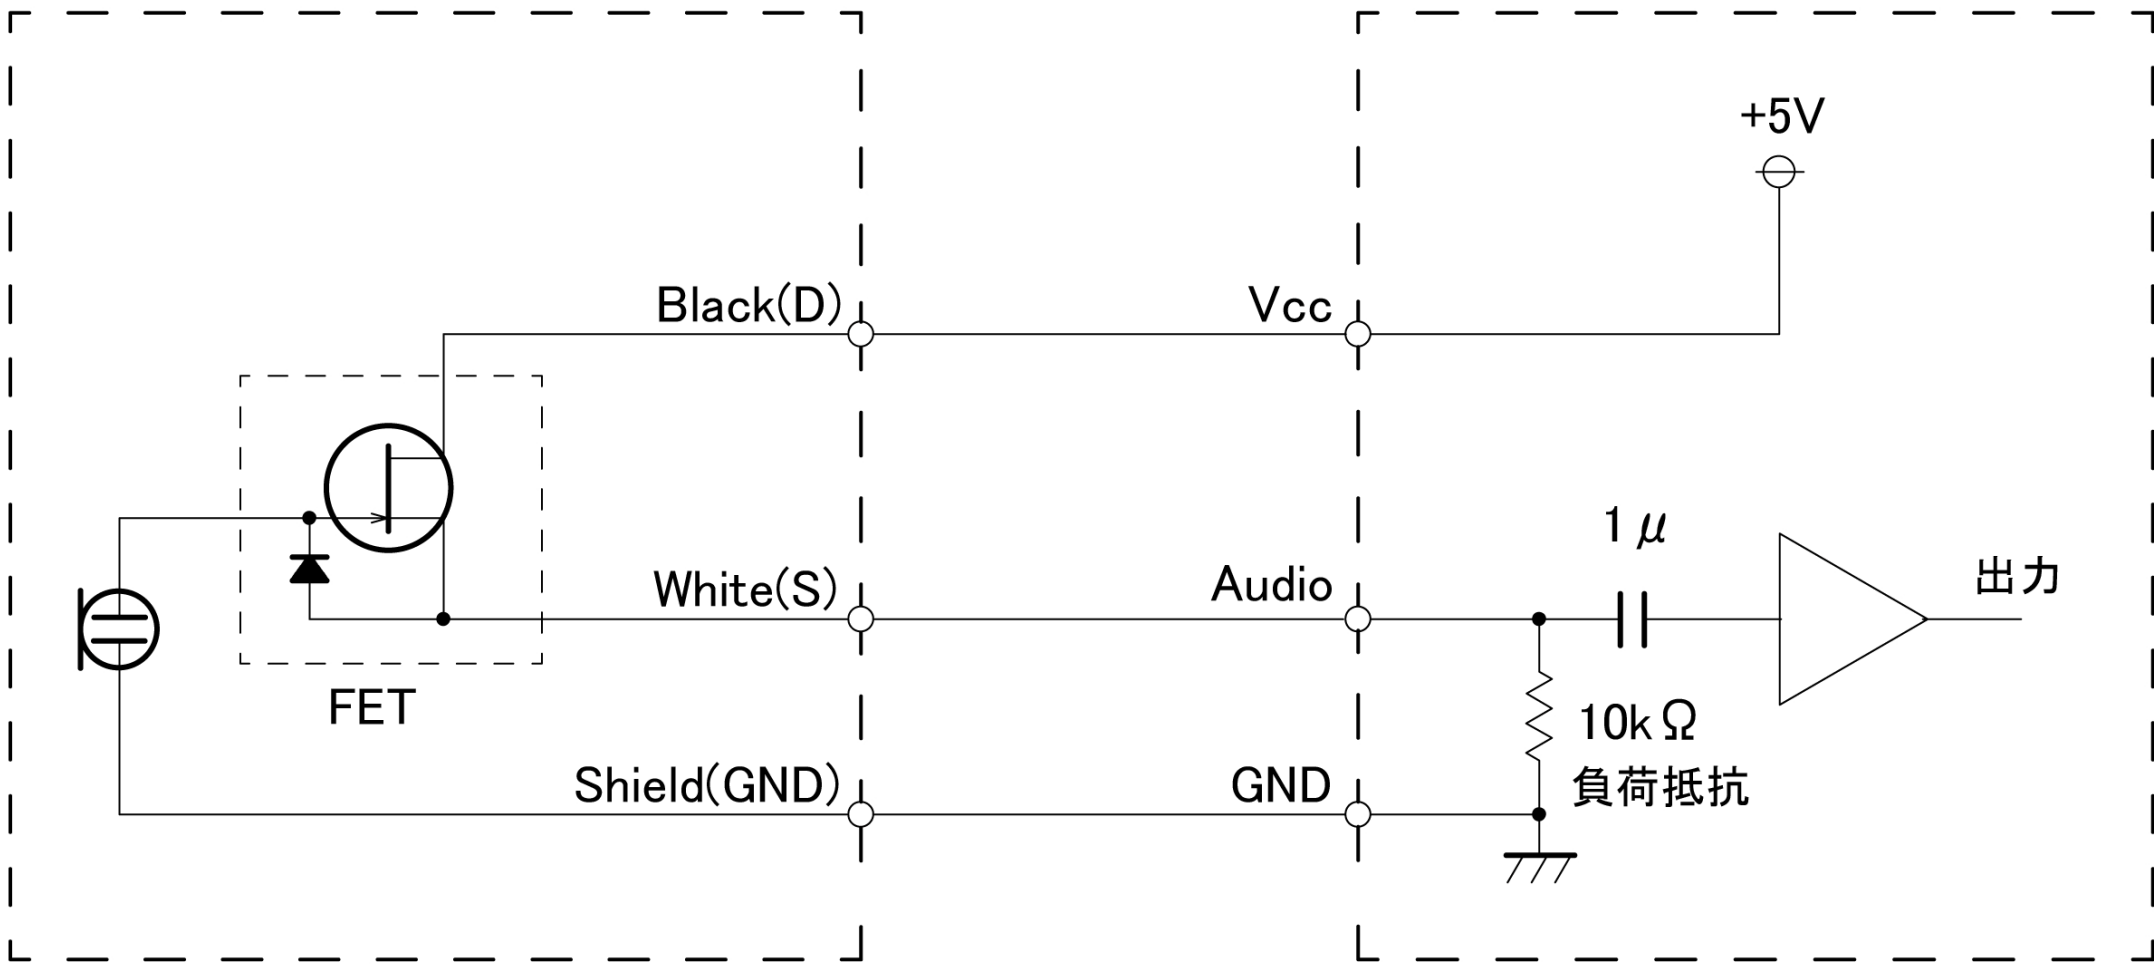 +5V
Black(D)
Vcc
1μ
White(S)
Audio
出力
FET
10kΩ
負荷抵抗
Shield(GND)
GND